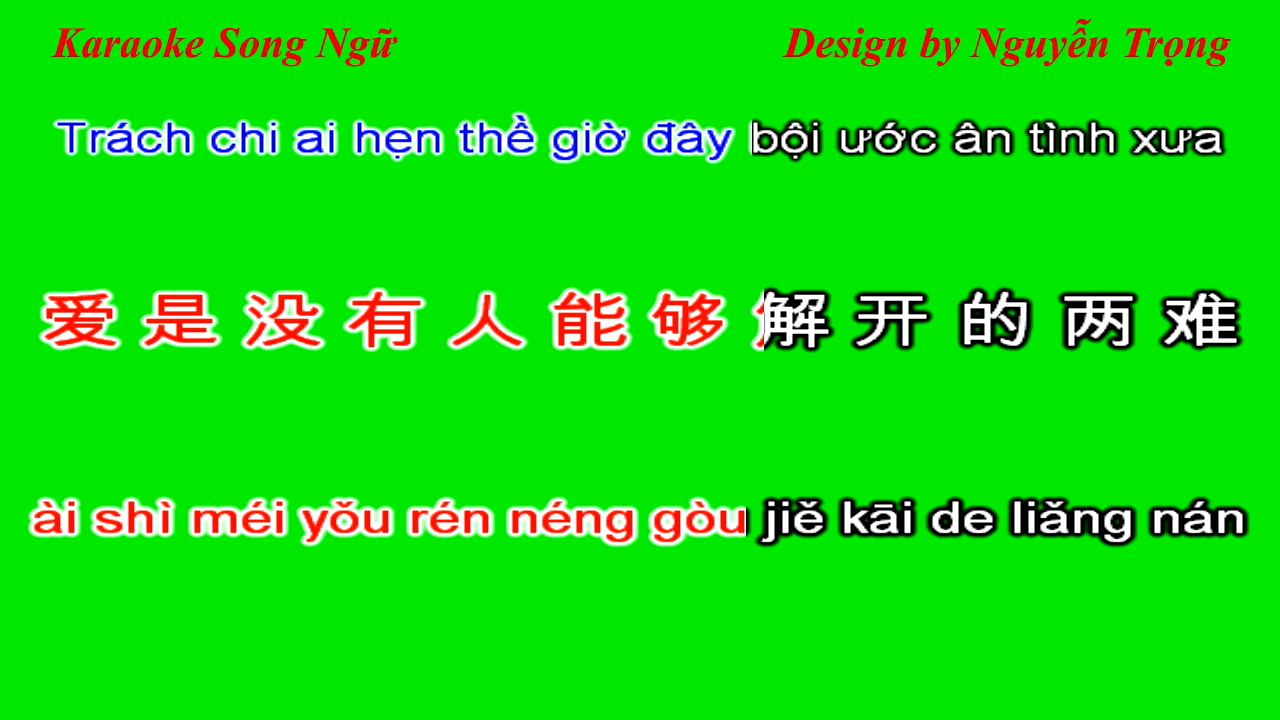 Karaoke Song Ngữ
Design by Nguyễn Trọng
Trách chi ai hẹn thề giờ đây bội ước ân tình xưa
爱 是 没 有 人 能 够 解 开 的 两 难
ài shì méi yǒu rén néng gòu jiě kāi de liǎng nán